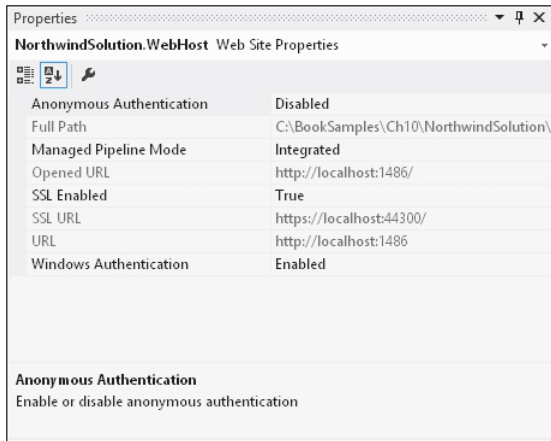 Properties
NorthwindSolution.WebHost Web Site Properties
Anonymous Authentication Disabled
Full Path C:\BookSamples\Ch10\NorthwindSolution\
Managed Pipeline Mode Integrated
Opened URL http://localhost:1486/
SSL Enabled True
SSL URL https://localhost:44300/
URL http://localhost:1486
Windows Authentication Enabled
Anonymous Authentication
Enable or disable anonymous authentication